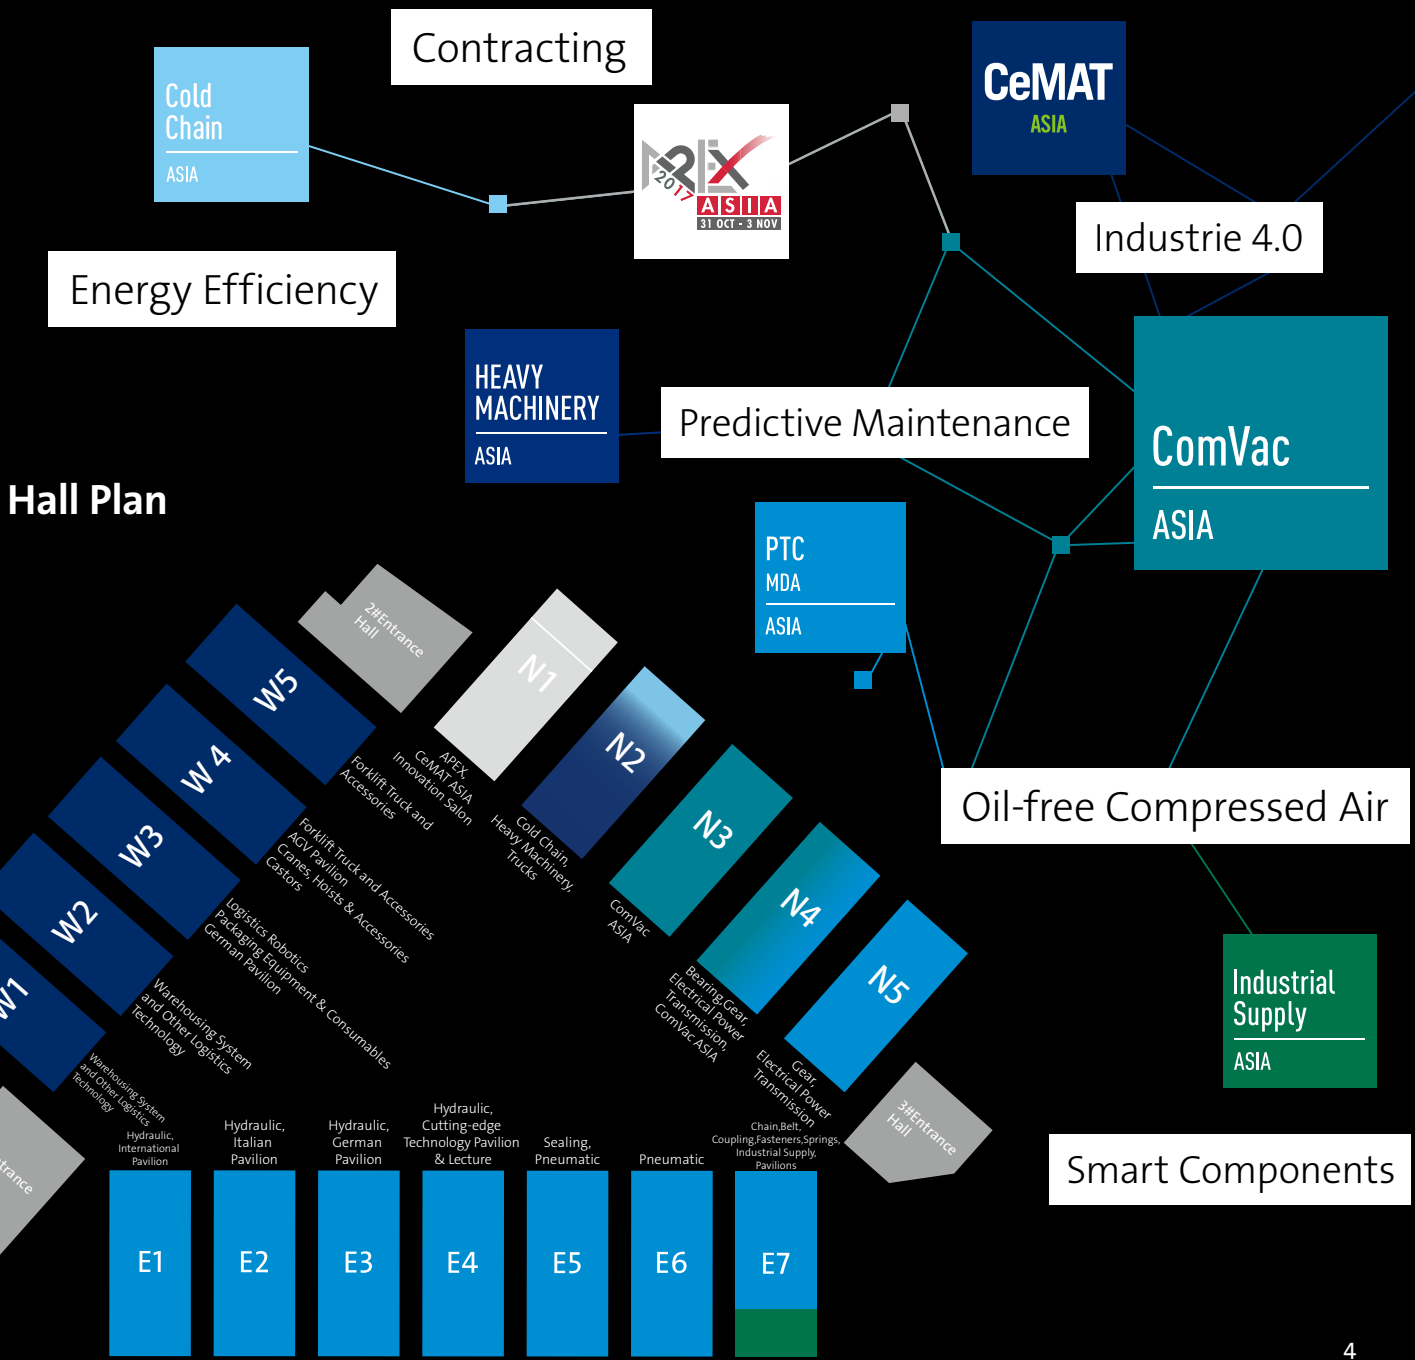 Contracting
Cold
Chain
ASIA
CeMAT
ASIA
APEX
2017
ASIA
31 OCT - 3 NOV
Industrie 4.0
Energy Efficiency
HEAVY
MACHINERY
ASIA
Predictive Maintenance
ComVac
ASIA
Hall Plan
PTC
MDA
ASIA
Oil-free Compressed Air
Industrial
Supply
ASIA
Smart Components
2#Entrance
Hall
W5
Forklift Truck and
Accessories
W4
Forklift Truck and Accessories
AGV Pavilion
Cranes, Hoists & Accessories
Castors
W3
Logistics Robotics
Packaging Equipment & Consumables
German Pavilion
W2
Warehousing System
and Other Logistics
Technology
W1
Warehousing System
and Other Logistics
Technology
N1
APEX,
CeMAT ASIA
Innovation Salon
N2
Cold Chain,
Heavy Machinery,
Trucks
N3
ComVac
ASIA
N4
Bearing,Gear,
Electrical Power
Transmission,
ComVac ASIA
N5
Gear,
Electrical Power
Transmission
3#Entrance
Hall
Hydraulic,
International
Pavilion
E1
Hydraulic,
Italian
Pavilion
E2
Hydraulic,
German
Pavilion
E3
Hydraulic,
Cutting-edge
Technology Pavilion
& Lecture
E4
Sealing,
Pneumatic
E5
Pneumatic
E6
Chain,Belt,
Coupling,Fasteners,Springs,
Industrial Supply,
Pavilions
E7
4